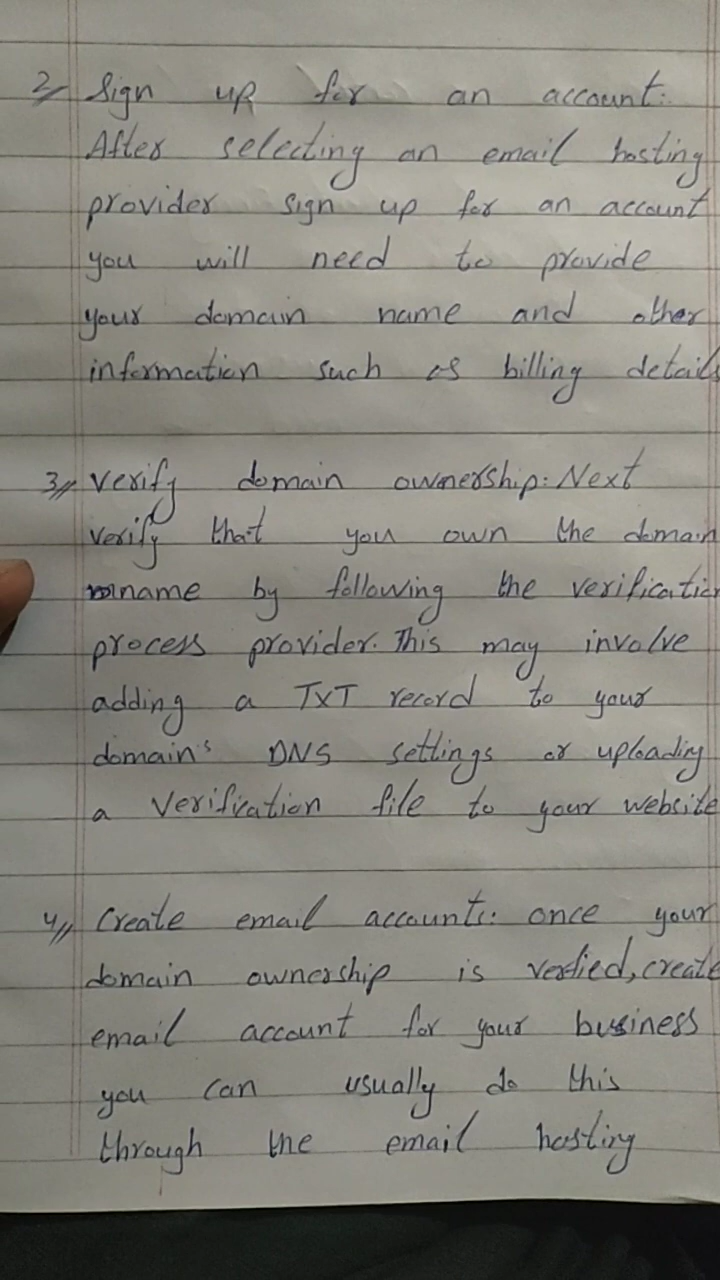 2// Sign up for an account:
After selecting an email hosting
provider sign up for an account
you will need to provide
your domain name and other
information such as billing details
3// verify domain ownership: Next
verify that you own the domain
name by following the verification
process provider. This may involve
adding a TXT record to your
domain's DNS settings or uploading
a Verification file to your website
4// Create email accounts: once your
domain ownership is verfied, create
email account for your business
you can usually do this
through the email hosting